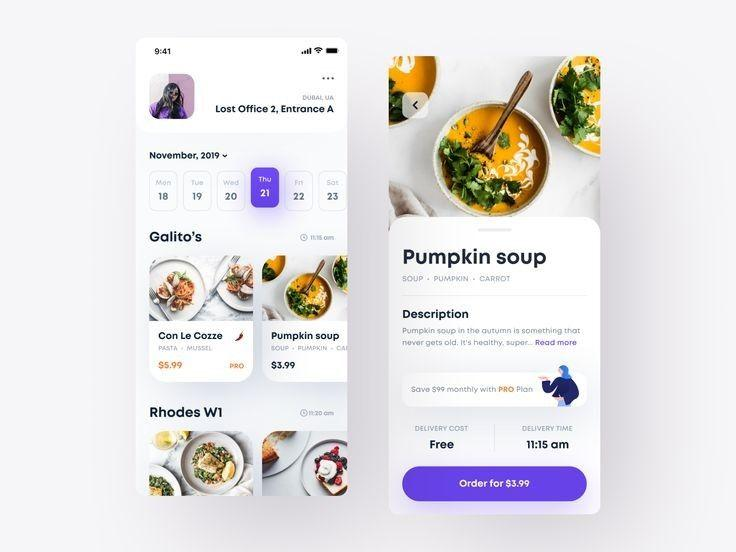 9:41
DUBAI, UA
Lost Office 2, Entrance A
November, 2019
Mon Tue Wed Thu Fri Sat
18 19 20 21 22 23
Galito's 11:15 am
Con Le Cozze
PASTA • MUSSEL
$5.99 PRO
Pumpkin soup
SOUP • PUMPKIN • CAR
$3.99
Rhodes W1 11:20 am
Pumpkin soup
SOUP • PUMPKIN • CARROT
Description
Pumpkin soup in the autumn is something that
never gets old. It's healthy, super... Read more
Save $99 monthly with PRO Plan
DELIVERY COST DELIVERY TIME
Free 11:15 am
Order for $3.99